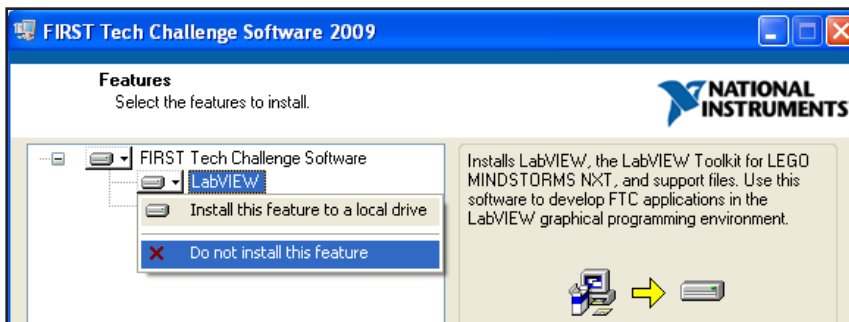 FIRST Tech Challenge Software 2009
Features
Select the features to install.
NATIONAL
INSTRUMENTS
FIRST Tech Challenge Software
LabVIEW
Install this feature to a local drive
Do not install this feature
Installs LabVIEW, the LabVIEW Toolkit for LEGO
MINDSTORMS NXT, and support files. Use this
software to develop FTC applications in the
LabVIEW graphical programming environment.